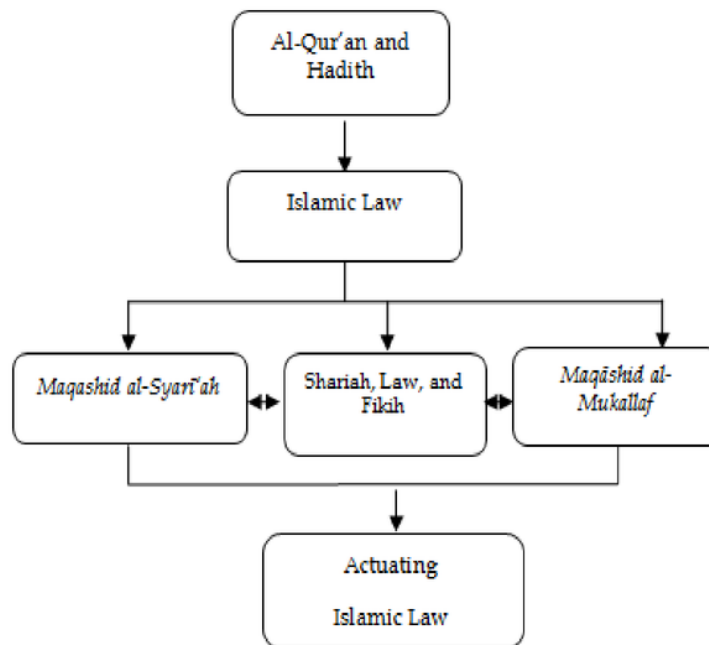 Al-Qur'an and
Hadith
Islamic Law
Maqashid al-Syari'ah
Shariah, Law, and
Fikih
Maqāshid al-
Mukallaf
Actuating
Islamic Law